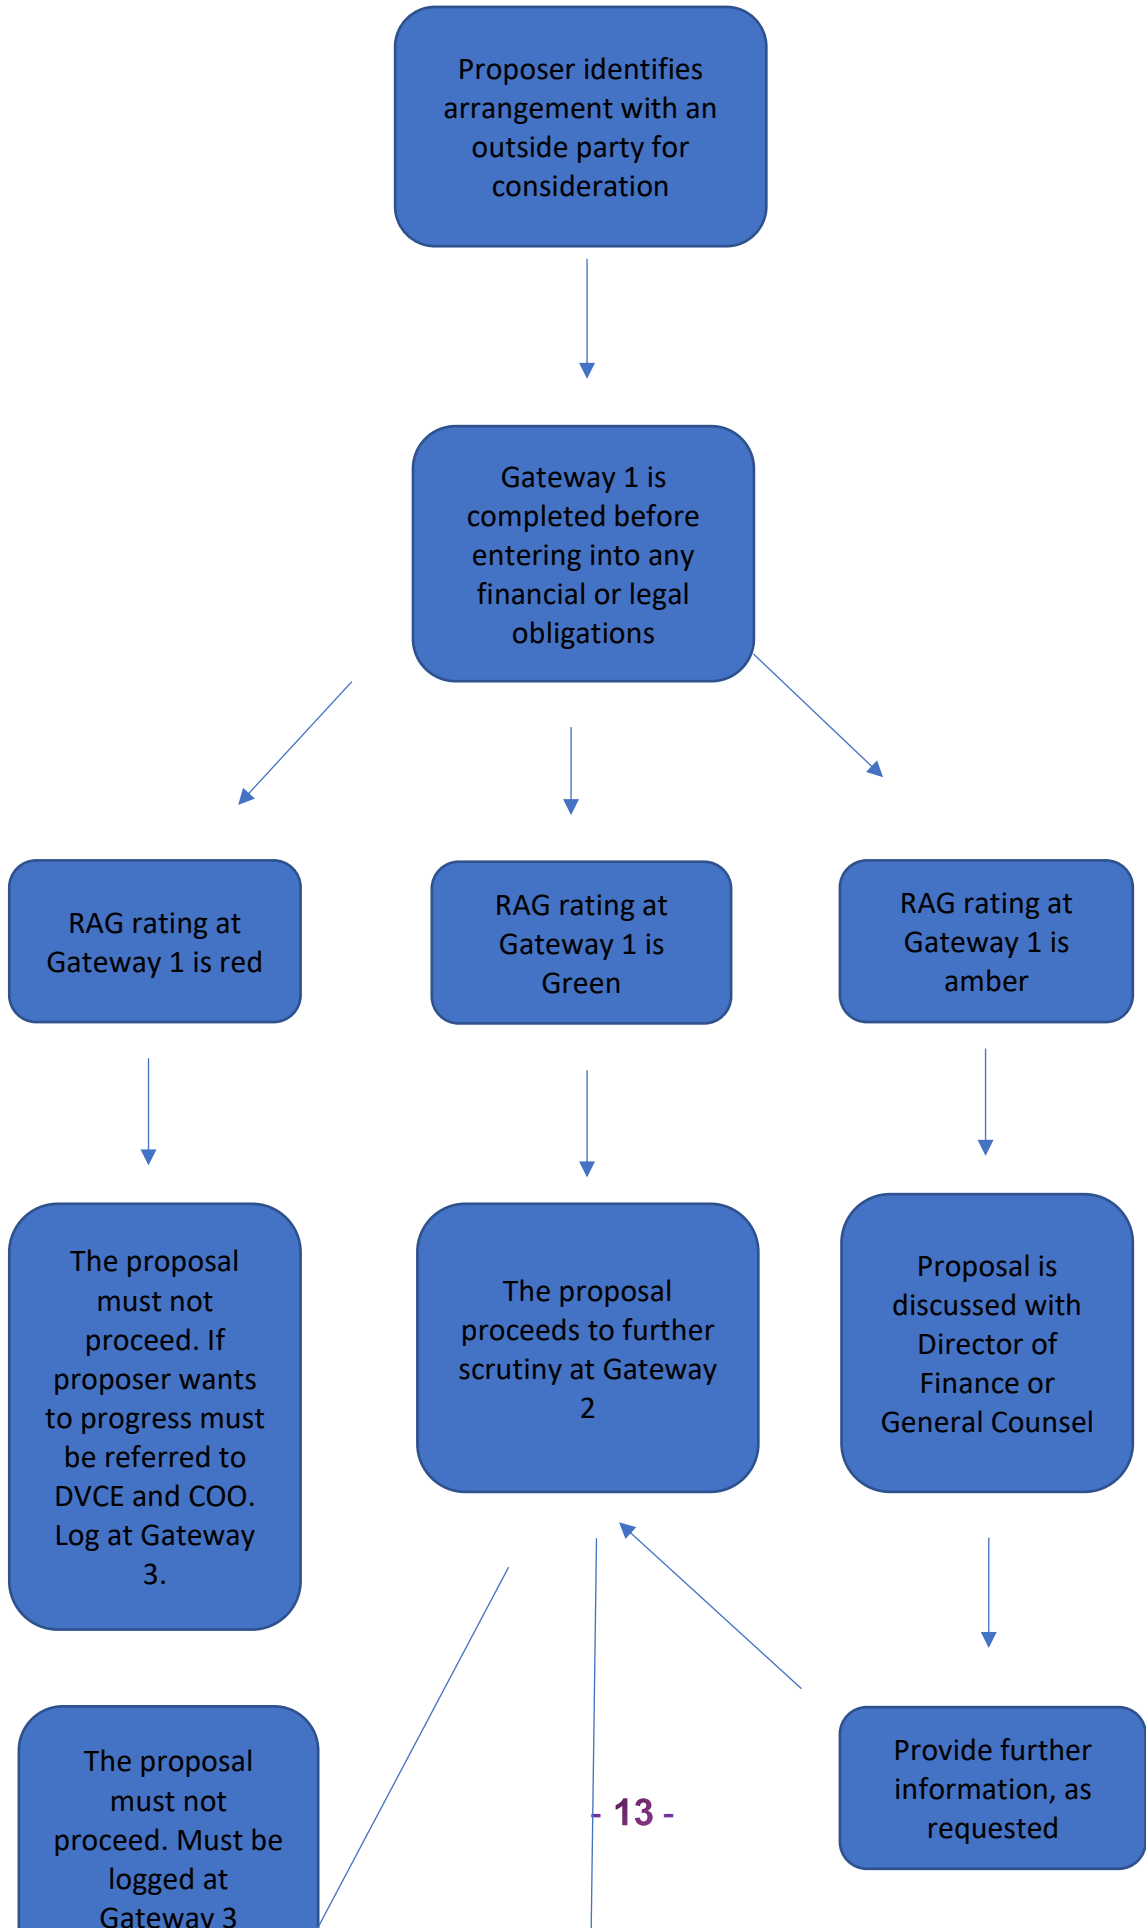 Proposer identifies
arrangement with an
outside party for
consideration
Gateway 1 is
completed before
entering into any
financial or legal
obligations
RAG rating at
Gateway 1 is red
RAG rating at
Gateway 1 is
Green
RAG rating at
Gateway 1 is
amber
The proposal
must not
proceed. If
proposer wants
to progress must
be referred to
DVCE and COO.
Log at Gateway
3.
The proposal
proceeds to further
scrutiny at Gateway
2
Proposal is
discussed with
Director of
Finance or
General Counsel
The proposal
must not
proceed. Must be
logged at
Gateway 3
Provide further
information, as
requested
- 13 -